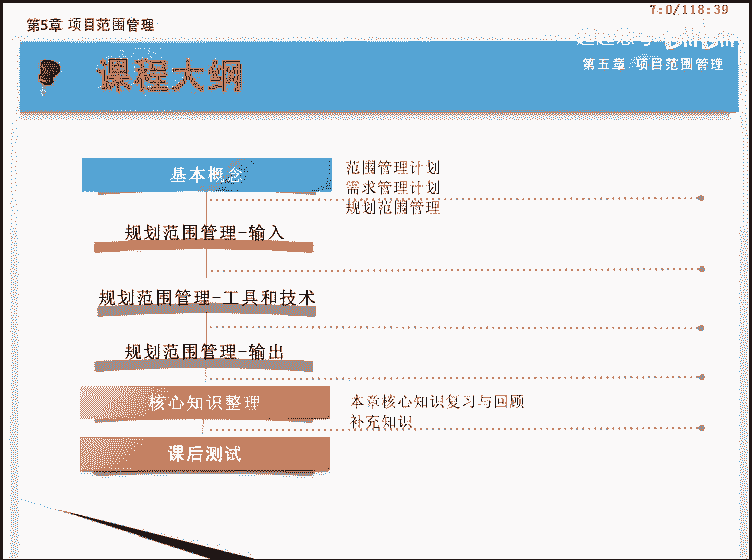 7:0/118:39
第5章 项目范围管理
课程大纲
第五章 项目范围管理
基本概念
范围管理计划
需求管理计划
规划范围管理
规划范围管理-输入
规划范围管理-工具和技术
规划范围管理-输出
核心知识整理
本章核心知识复习与回顾
补充知识
课后测试